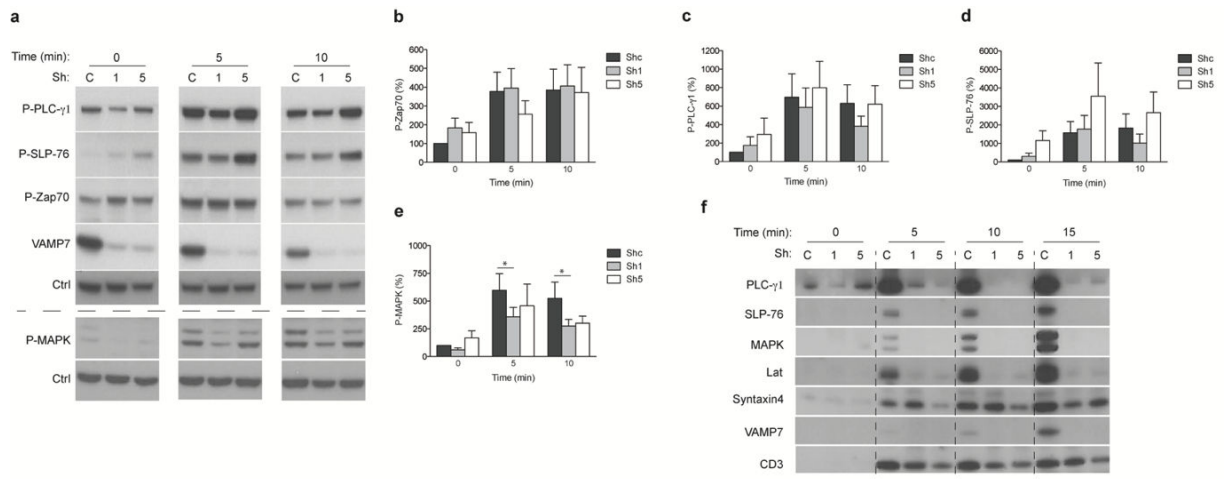 a
Time (min): 0 5 10
Sh: C 1 5 C 1 5 C 1 5
P-PLC-γ1
P-SLP-76
P-Zap70
VAMP7
Ctrl
P-MAPK
Ctrl
b
P-Zap70 (%)
600
500
400
300
200
100
0
0 5 10
Time (min)
Shc
Sh1
Sh5
c
P-PLC-γ1 (%)
1200
1000
800
600
400
200
0
0 5 10
Time (min)
Shc
Sh1
Sh5
d
P-SLP-76 (%)
6000
5000
4000
3000
2000
1000
0
0 5 10
Time (min)
Shc
Sh1
Sh5
e
P-MAPK (%)
1000
750
500
250
0
* *
0 5 10
Time (min)
Shc
Sh1
Sh5
f
Time (min): 0 5 10 15
Sh: C 1 5 C 1 5 C 1 5 C 1 5
PLC-γ1
SLP-76
MAPK
Lat
Syntaxin4
VAMP7
CD3